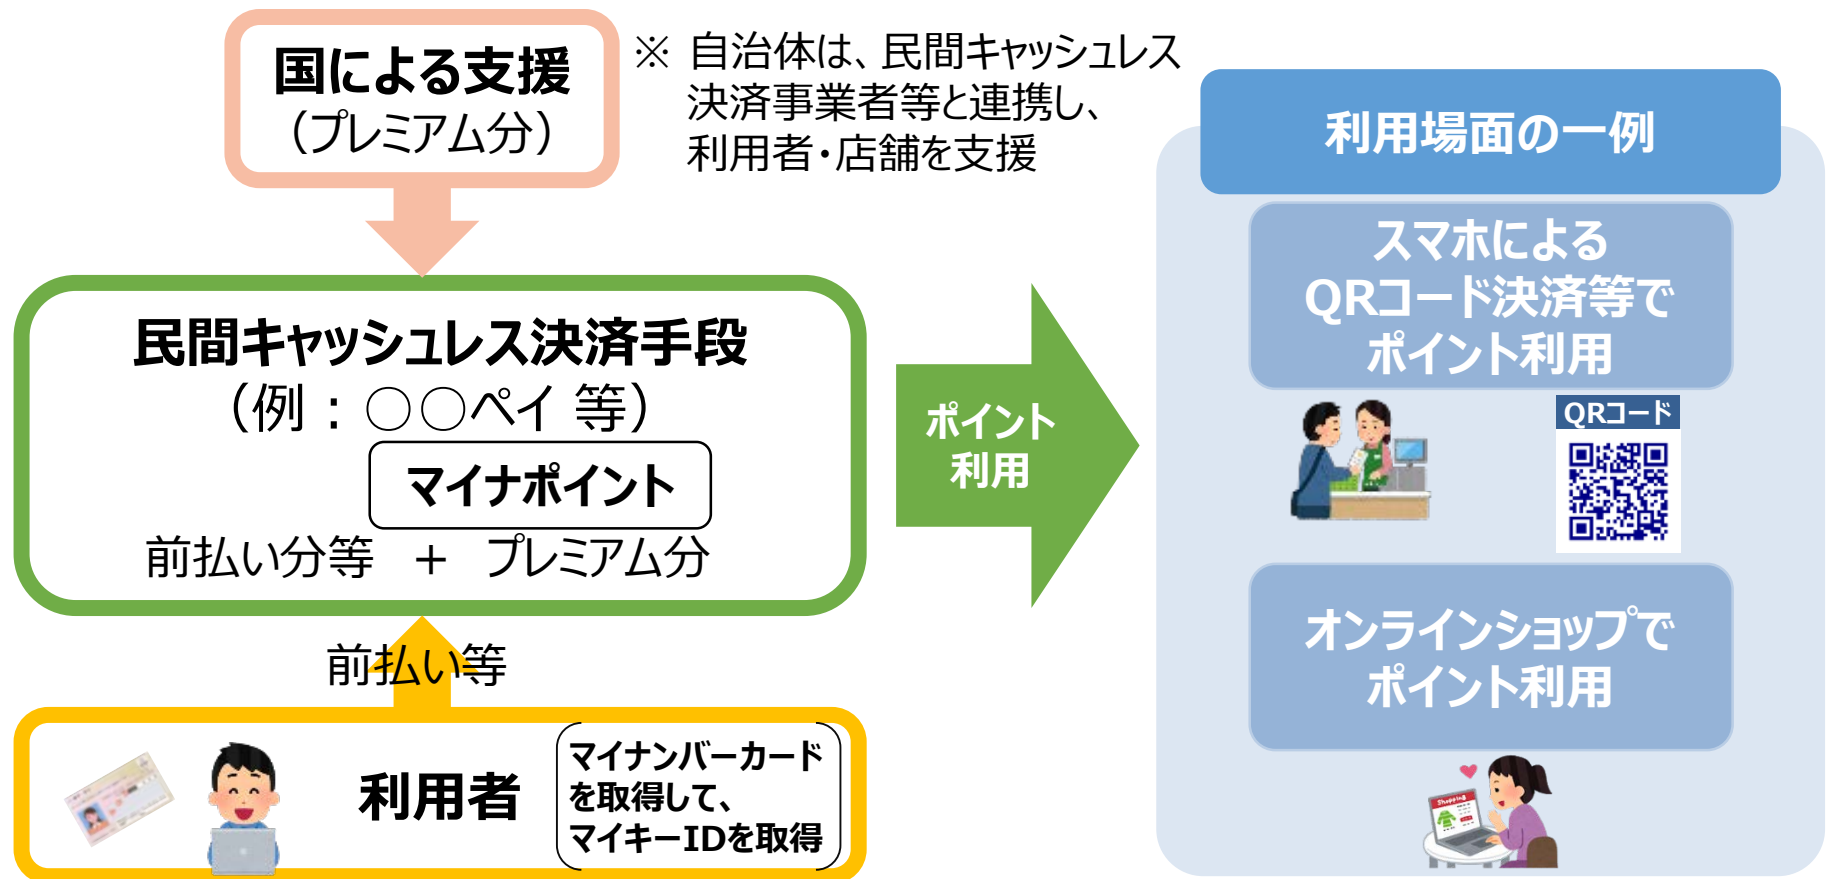 国による支援
（プレミアム分）
※ 自治体は、民間キャッシュレス
決済事業者等と連携し、
利用者・店舗を支援
民間キャッシュレス決済手段
（例：○○ペイ 等）
マイナポイント
前払い分等 + プレミアム分
前払い等
利用者
マイナンバーカード
を取得して、
マイキーIDを取得
ポイント
利用
利用場面の一例
スマホによる
QRコード決済等で
ポイント利用
QRコード
オンラインショップで
ポイント利用
Shopping